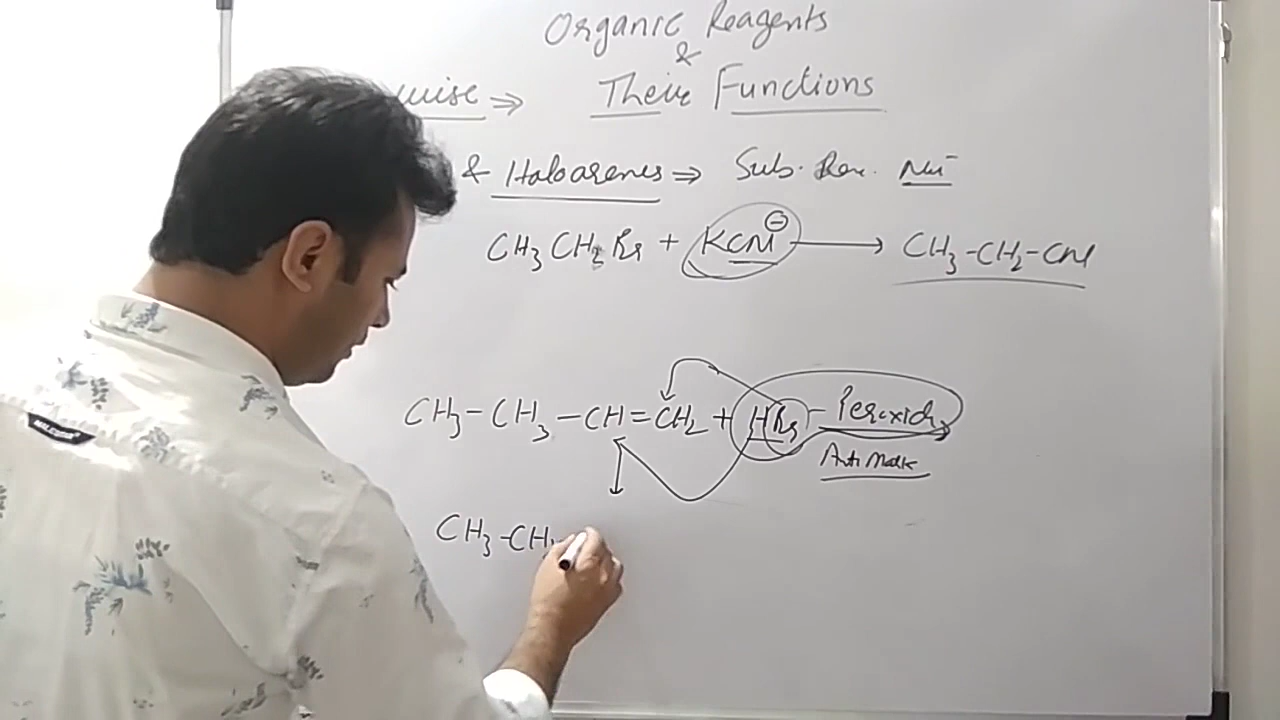 Organic Reagents
&
wise ⇒ Their Functions
& Haloarenes ⇒ Sub. Rex. Nu⁻
CH₃CH₂Br + KCN⊖ → CH₃-CH₂-CN
CH₃-CH₃-CH=CH₂ + HBr - Peroxide
Anti Mark
CH₃-CH₂